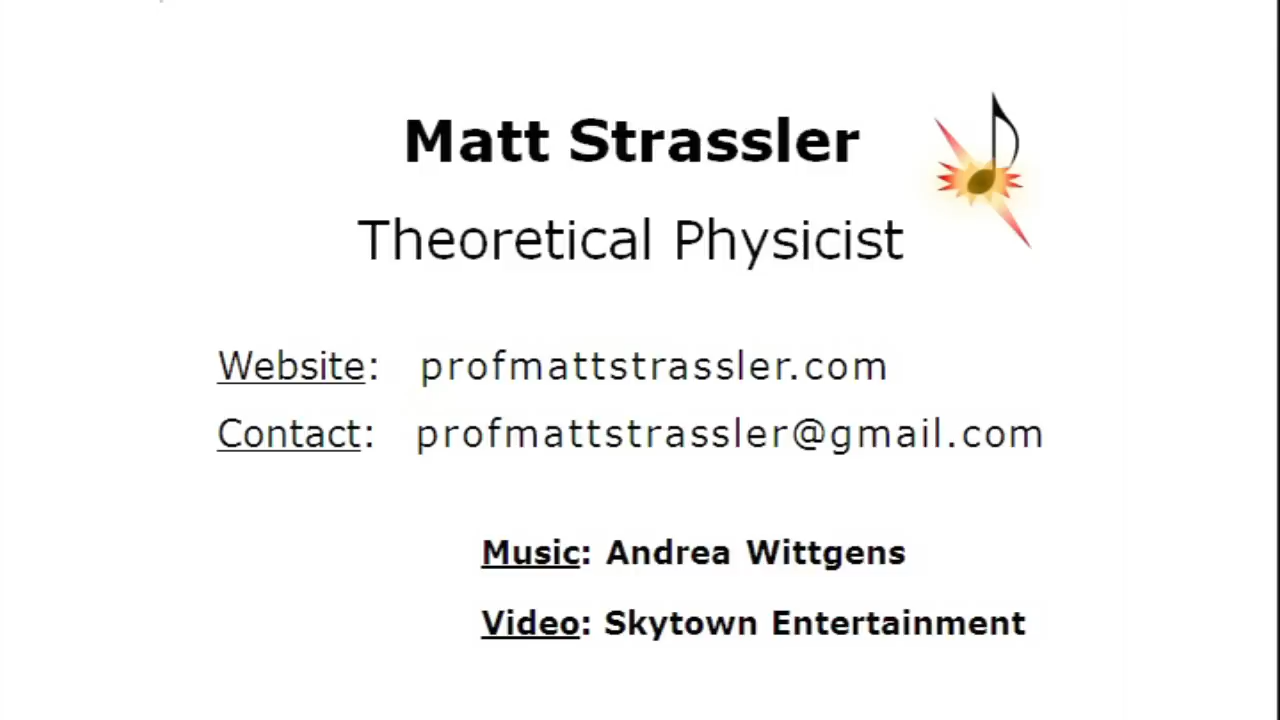 Matt Strassler
Theoretical Physicist
Website: profmattstrassler.com
Contact: profmattstrassler@gmail.com
Music: Andrea Wittgens
Video: Skytown Entertainment